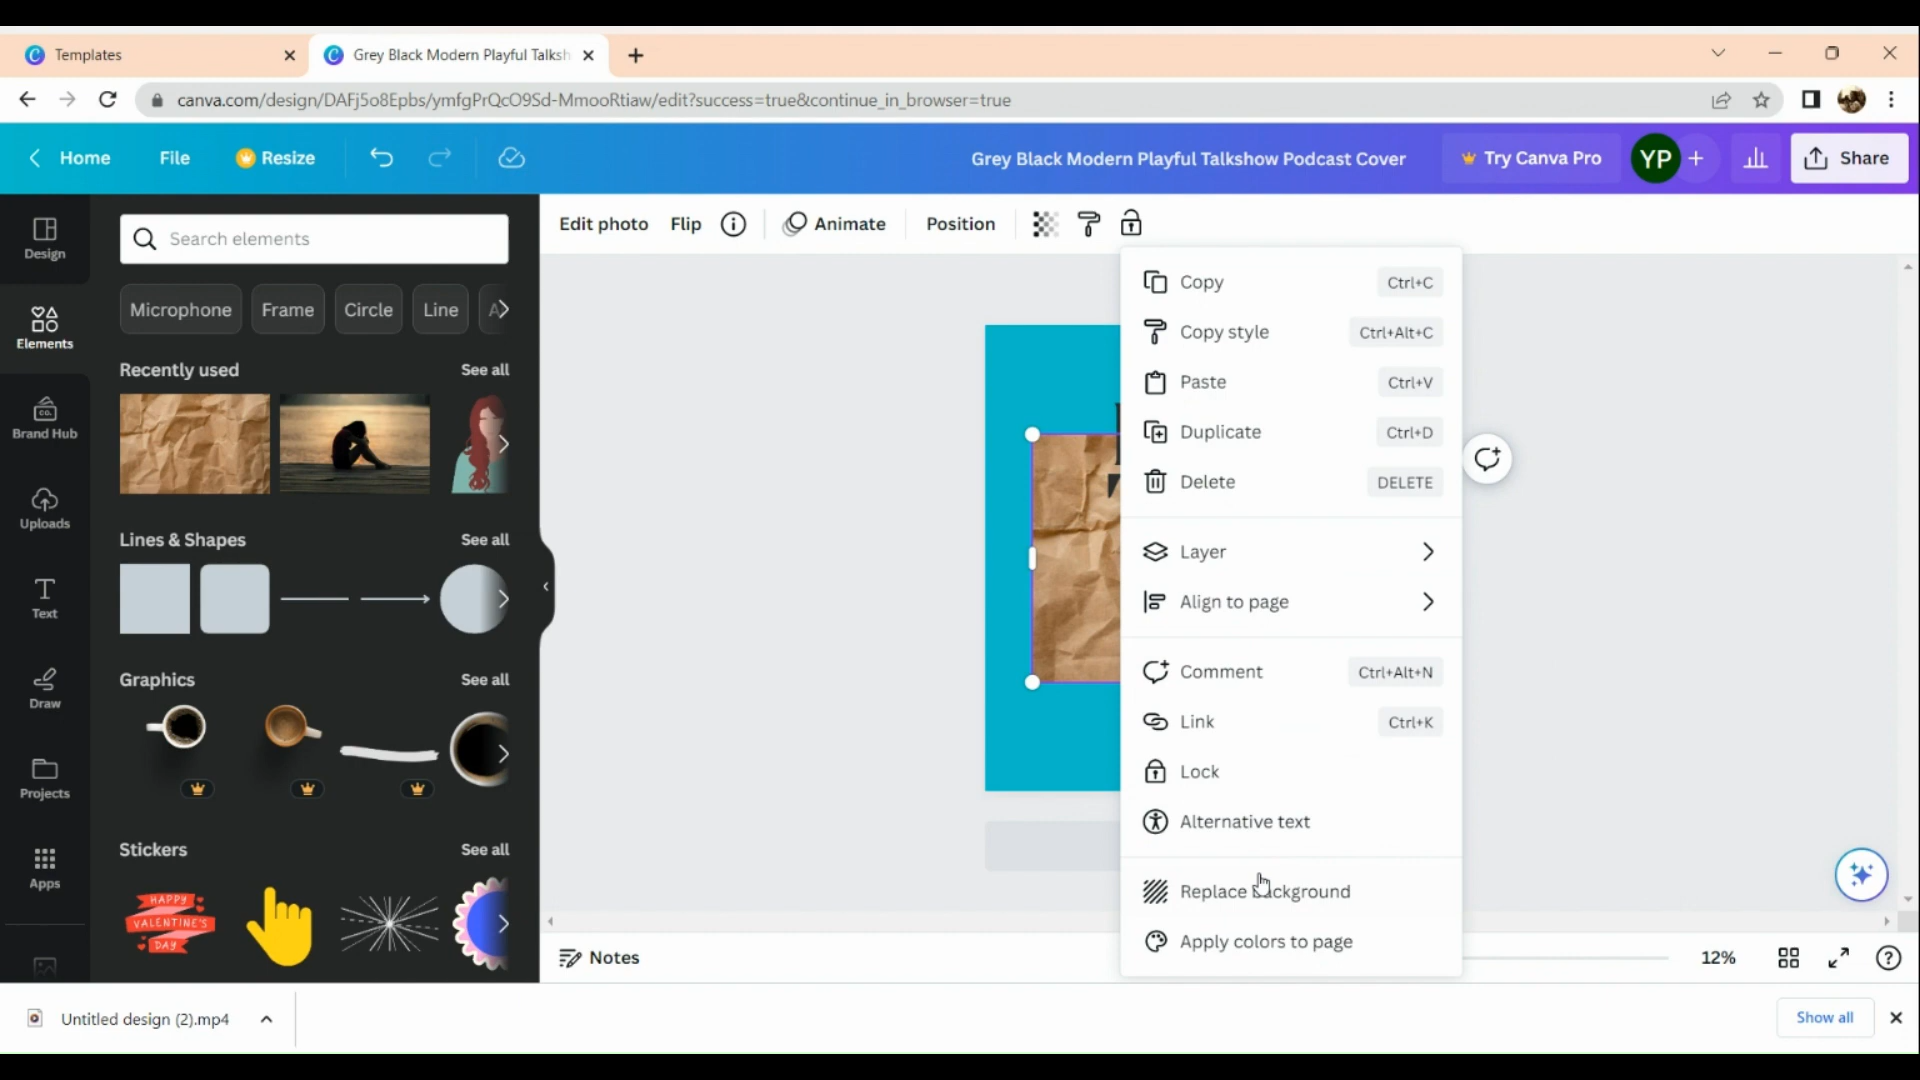 Templates
Grey Black Modern Playful Talksh
canva.com/design/DAFj5o8Epbs/ymfgPrQcO9Sd-MmooRtiaw/edit?success=true&continue_in_browser=true
Home
File
Resize
Grey Black Modern Playful Talkshow Podcast Cover
Try Canva Pro
YP
Share
Design
Elements
Brand Hub
Uploads
Text
Draw
Projects
Apps
Search elements
Microphone
Frame
Circle
Line
A
Recently used
See all
Lines & Shapes
See all
Graphics
See all
Stickers
See all
HAPPY
VALENTINE'S
DAY
Edit photo
Flip
Animate
Position
Copy
Ctrl+C
Copy style
Ctrl+Alt+C
Paste
Ctrl+V
Duplicate
Ctrl+D
Delete
DELETE
Layer
Align to page
Comment
Ctrl+Alt+N
Link
Ctrl+K
Lock
Alternative text
Replace background
Apply colors to page
Notes
12%
Untitled design (2).mp4
Show all